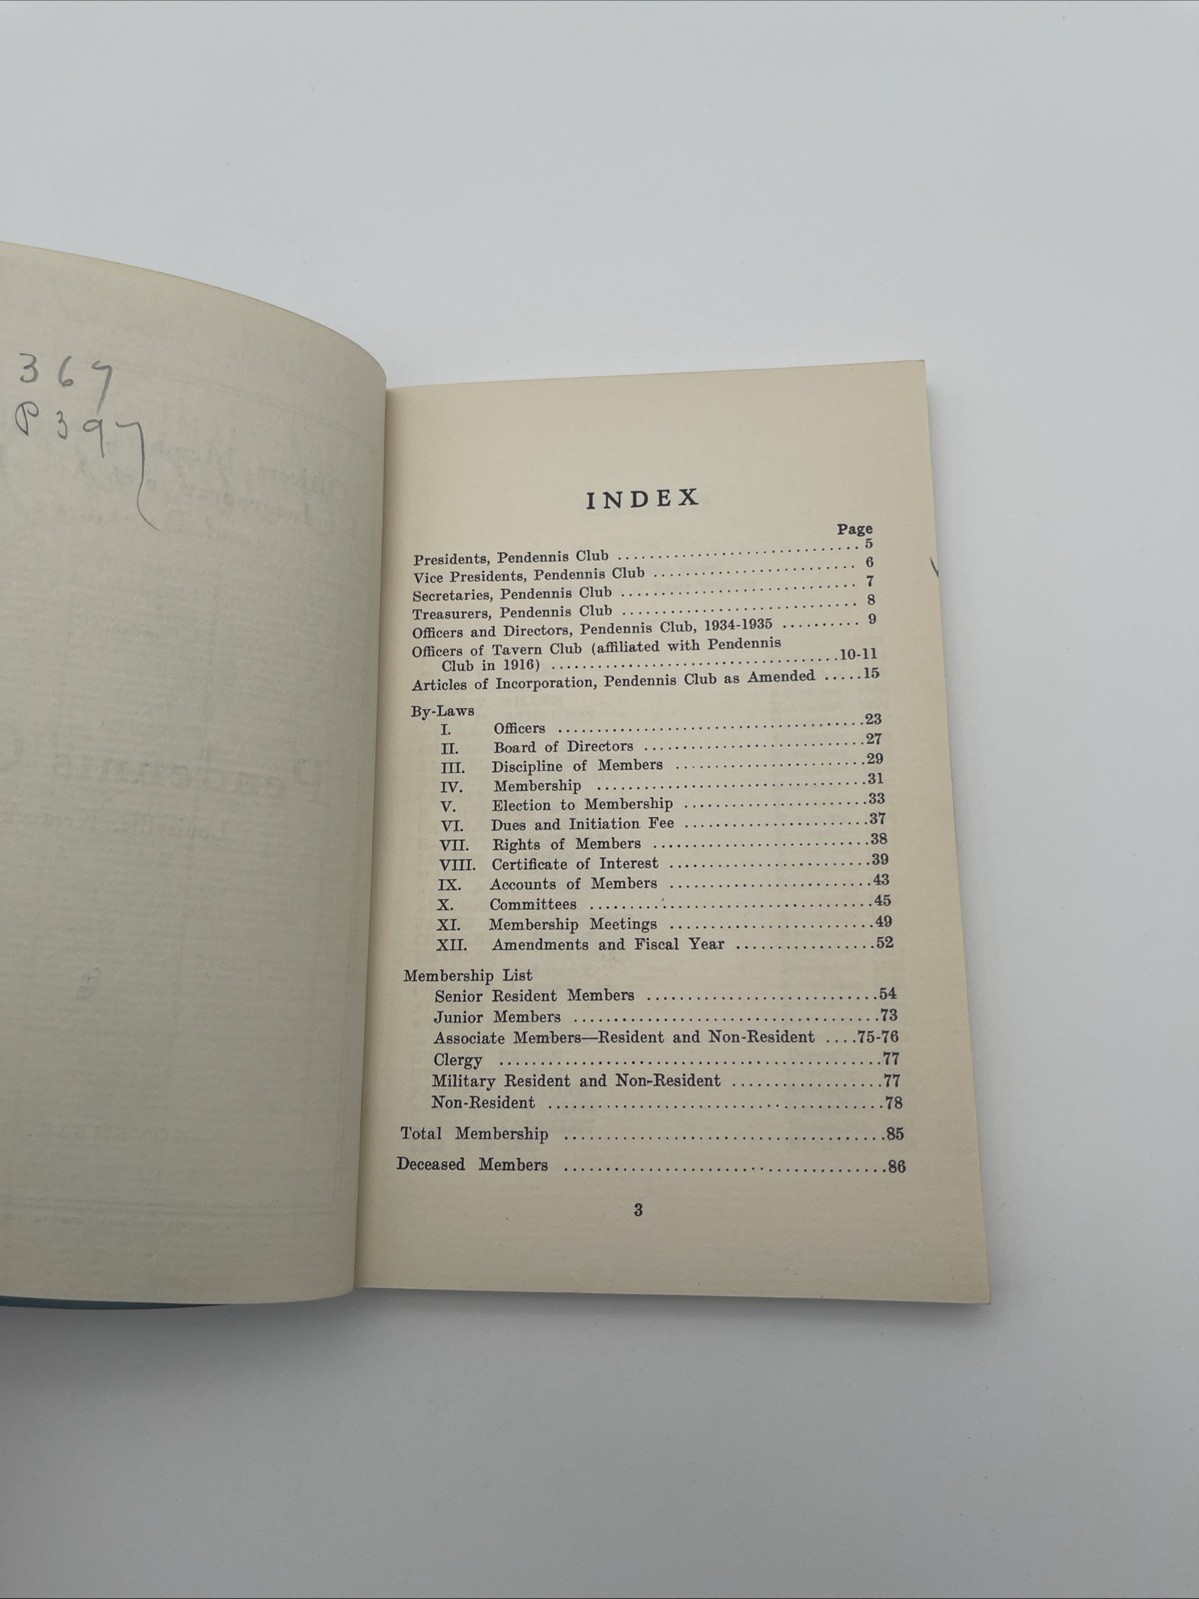 367
P397
INDEX
Page
Presidents, Pendennis Club ........ 5
Vice Presidents, Pendennis Club ........ 6
Secretaries, Pendennis Club ........ 7
Treasurers, Pendennis Club ........ 8
Officers and Directors, Pendennis Club, 1934-1935 ........ 9
Officers of Tavern Club (affiliated with Pendennis
Club in 1916) ........ 10-11
Articles of Incorporation, Pendennis Club as Amended ..... 15
By-Laws
I. Officers ........ 23
II. Board of Directors ........ 27
III. Discipline of Members ........ 29
IV. Membership ........ 31
V. Election to Membership ........ 33
VI. Dues and Initiation Fee ........ 37
VII. Rights of Members ........ 38
VIII. Certificate of Interest ........ 39
IX. Accounts of Members ........ 43
X. Committees ........ 45
XI. Membership Meetings ........ 49
XII. Amendments and Fiscal Year ........ 52
Membership List
Senior Resident Members ........ 54
Junior Members ........ 73
Associate Members—Resident and Non-Resident .... 75-76
Clergy ........ 77
Military Resident and Non-Resident ........ 77
Non-Resident ........ 78
Total Membership ........ 85
Deceased Members ........ 86
3